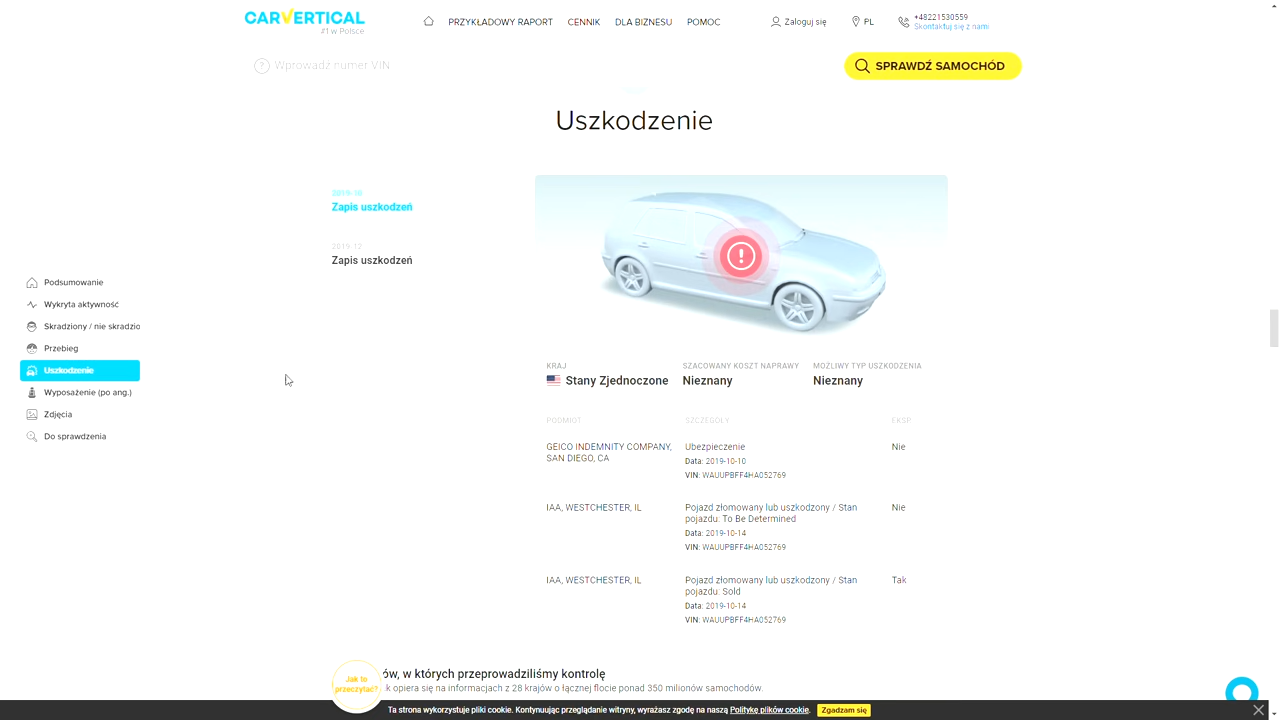 CARVERTICAL
#1 w Polsce
PRZYKŁADOWY RAPORT
CENNIK
DLA BIZNESU
POMOC
Zaloguj się
PL
+48221530559
Skontaktuj się z nami
? Wprowadź numer VIN
SPRAWDŹ SAMOCHÓD
Uszkodzenie
2019-10
Zapis uszkodzeń
2015-12
Zapis uszkodzeń
Podsumowanie
Wykryta aktywność
Skradziony / nie skradzio
Przebieg
Uszkodzenie
Wyposażenie (po ang.)
Zdjęcia
Do sprawdzenia
KRAJ
Stany Zjednoczone
SZACOWANY KOSZT NAPRAWY
Nieznany
MOŻLIWY TYP USZKODZENIA
Nieznany
PODMIOT SZCZEGÓŁY EKSP
GEICO INDEMNITY COMPANY,
SAN DIEGO, CA
Ubezpieczenie
Data: 2019-10-10
VIN: WAUUPBFF4HA052769
Nie
IAA, WESTCHESTER, IL
Pojazd złomowany lub uszkodzony / Stan
pojazdu: To Be Determined
Data: 2019-10-14
VIN: WAUUPBFF4HA052769
Nie
IAA, WESTCHESTER, IL
Pojazd złomowany lub uszkodzony / Stan
pojazdu: Sold
Data: 2019-10-14
VIN: WAUUPBFF4HA052769
Tak
Jak to
przeczytać?
ów, w których przeprowadziliśmy kontrolę
k opiera się na informacjach z 28 krajów o łącznej flocie ponad 350 milionów samochodów.
Ta strona wykorzystuje pliki cookie. Kontynuując przeglądanie witryny, wyrażasz zgodę na naszą Politykę plików cookie. Zgadzam się